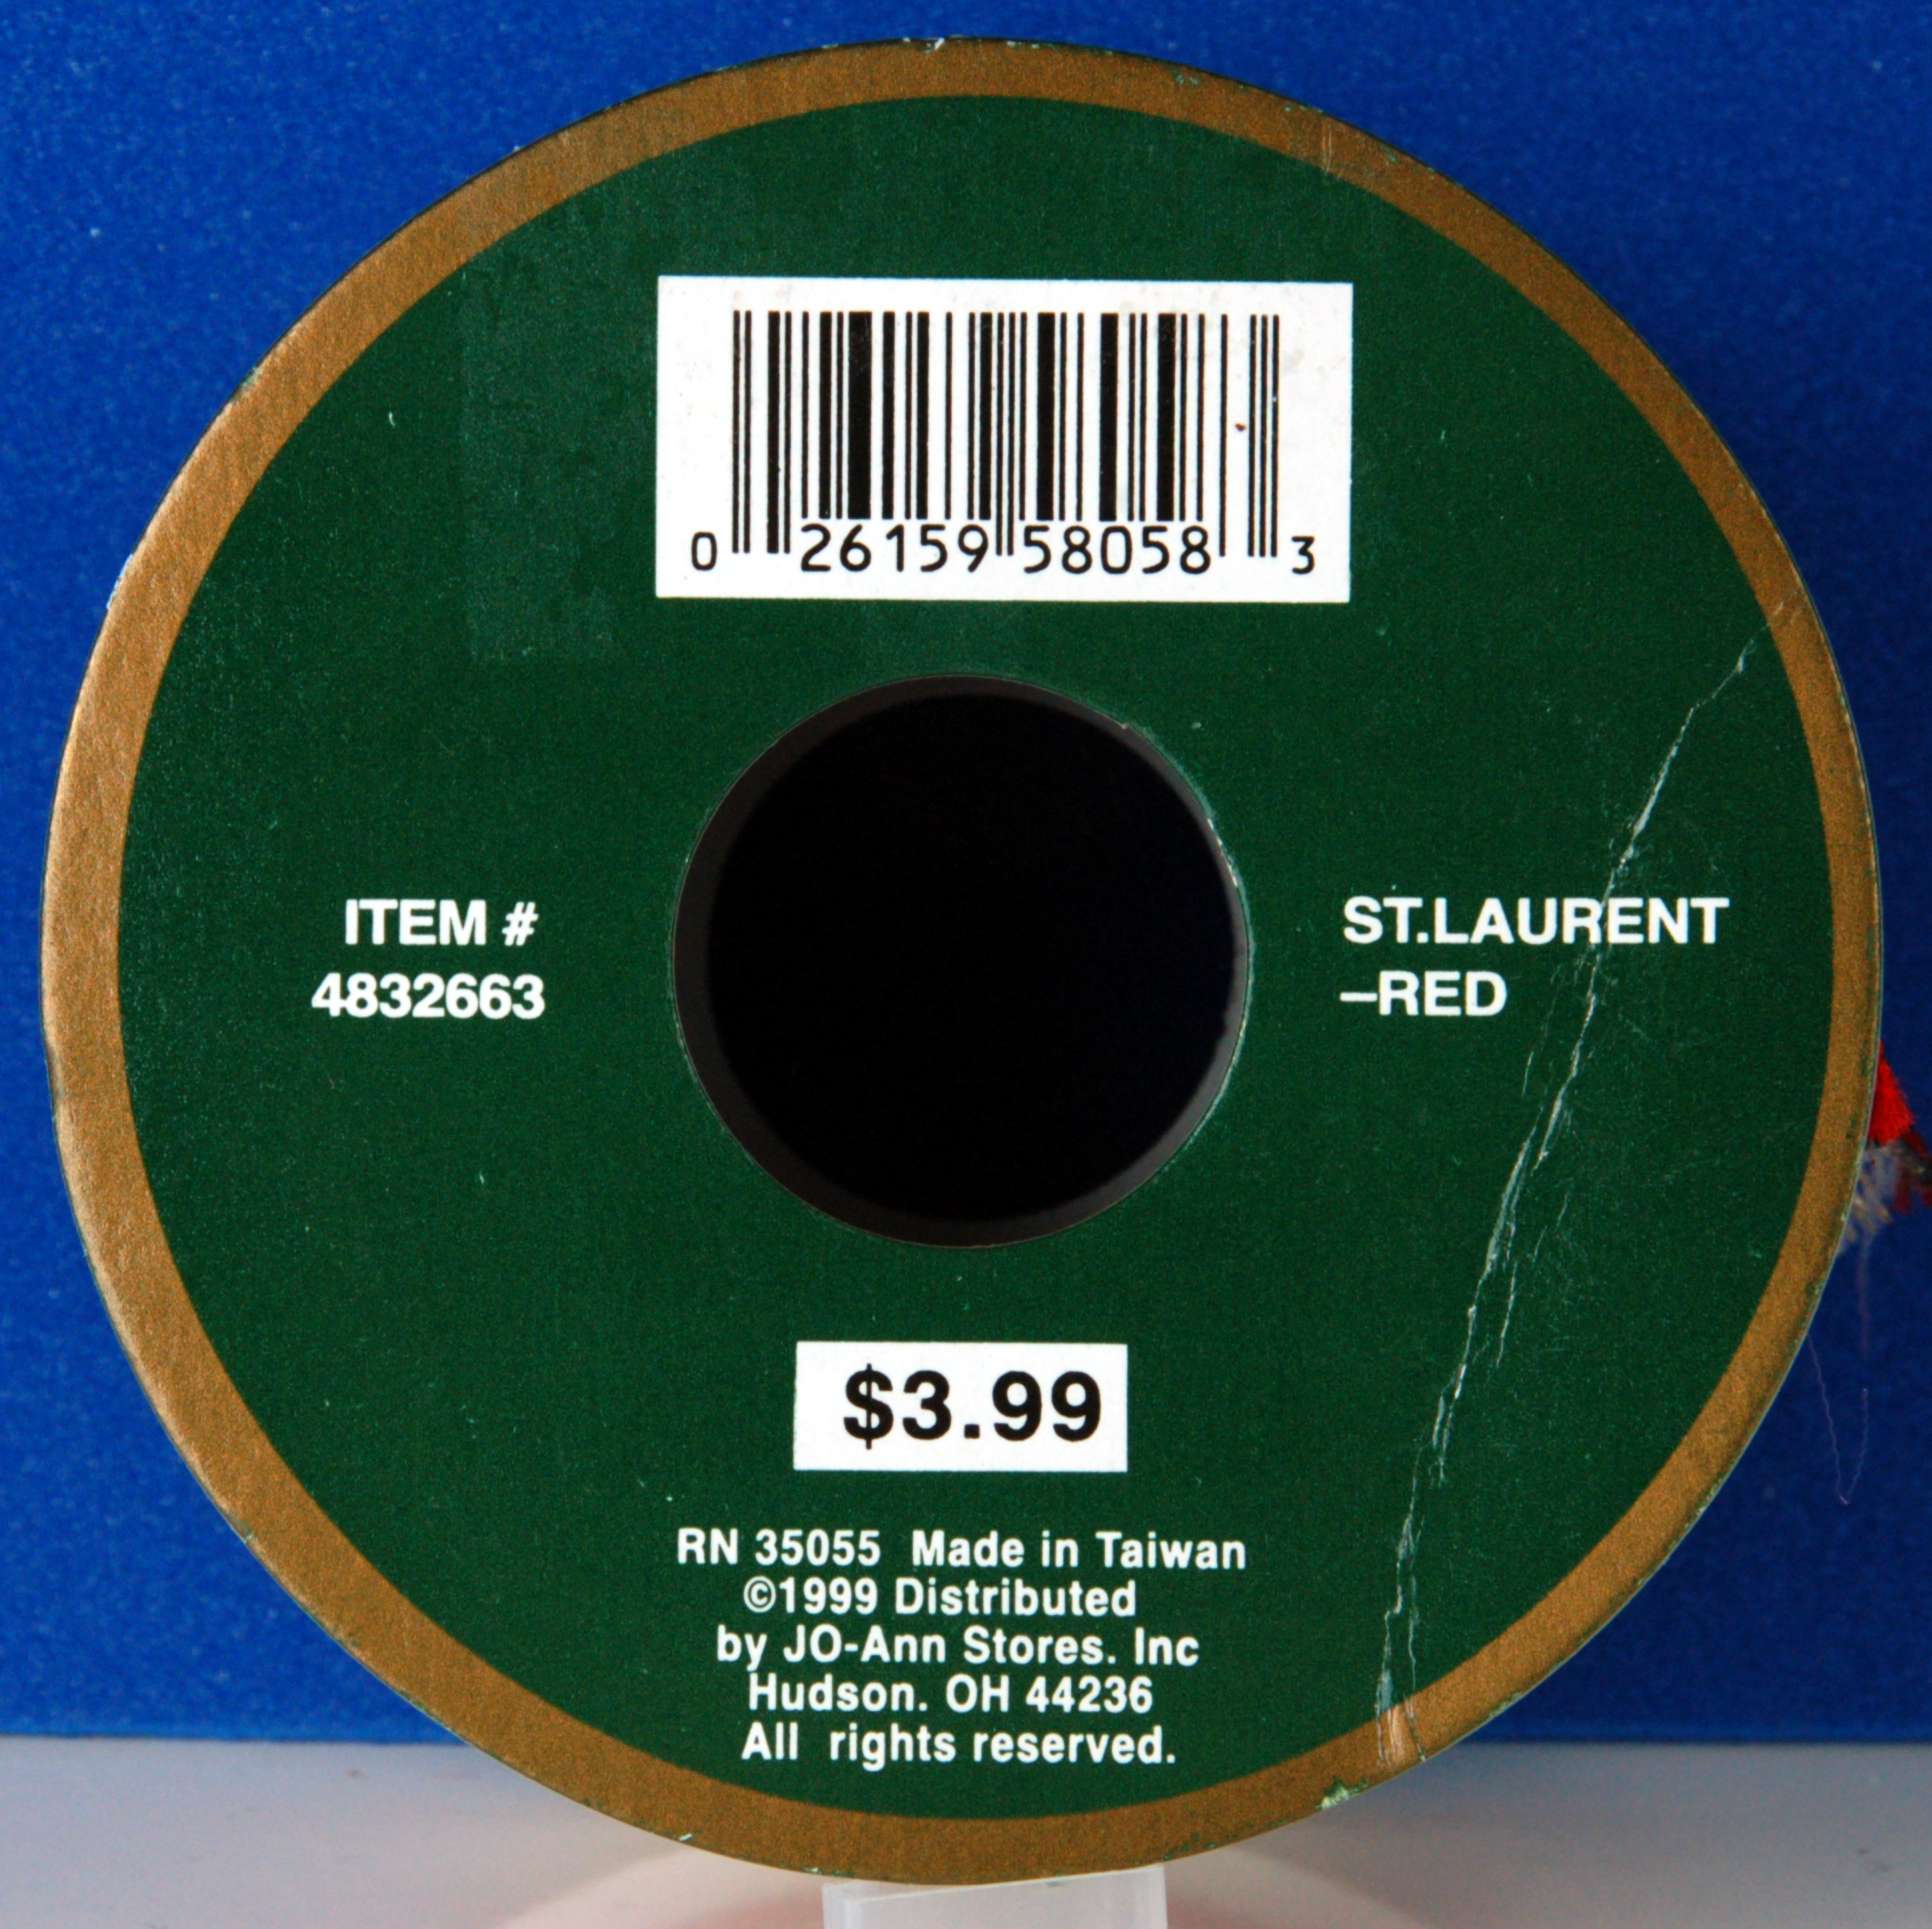 0 26159 58058 3
ITEM #
4832663
ST.LAURENT
–RED
$3.99
RN 35055 Made in Taiwan
©1999 Distributed
by JO-Ann Stores. Inc
Hudson. OH 44236
All rights reserved.